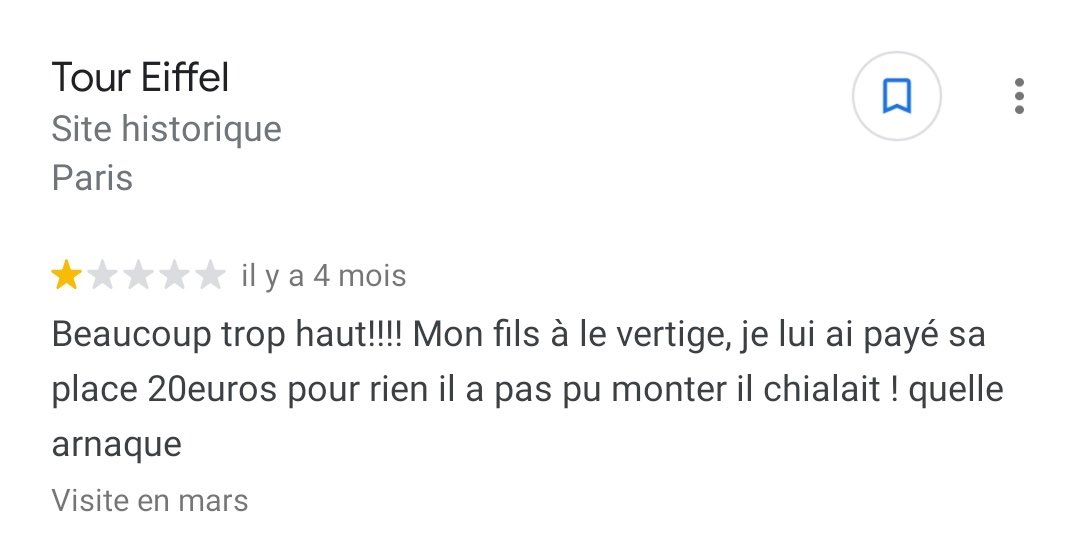 Tour Eiffel
Site historique
Paris
il y a 4 mois
Beaucoup trop haut!!!! Mon fils à le vertige, je lui ai payé sa
place 20euros pour rien il a pas pu monter il chialait ! quelle
arnaque
Visite en mars